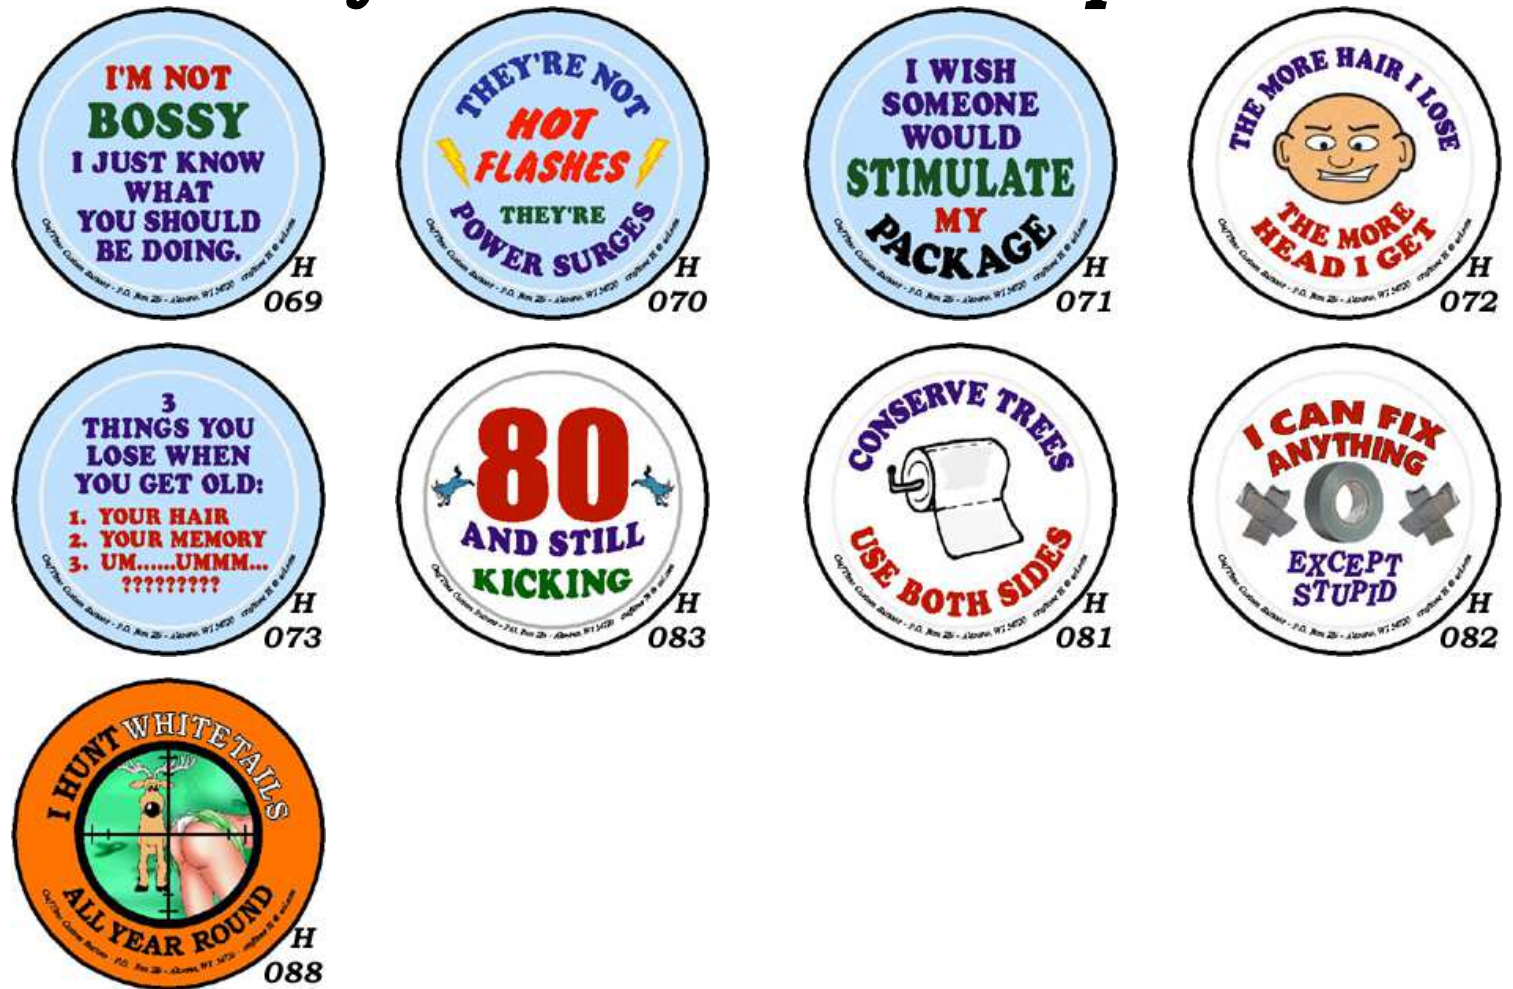 I'M NOT
BOSSY
I JUST KNOW
WHAT
YOU SHOULD
BE DOING.
H
069
THEY'RE NOT
HOT
FLASHES
THEY'RE
POWER SURGES
H
070
I WISH
SOMEONE
WOULD
STIMULATE
MY
PACKAGE
H
071
THE MORE HAIR I LOSE
THE MORE
HEAD I GET
H
072
3
THINGS YOU
LOSE WHEN
YOU GET OLD:
1. YOUR HAIR
2. YOUR MEMORY
3. UM......UMMM...
?????????
H
073
80
AND STILL
KICKING
H
083
CONSERVE TREES
USE BOTH SIDES
H
081
I CAN FIX
ANYTHING
EXCEPT
STUPID
H
082
I HUNT WHITETAILS
ALL YEAR ROUND
H
088